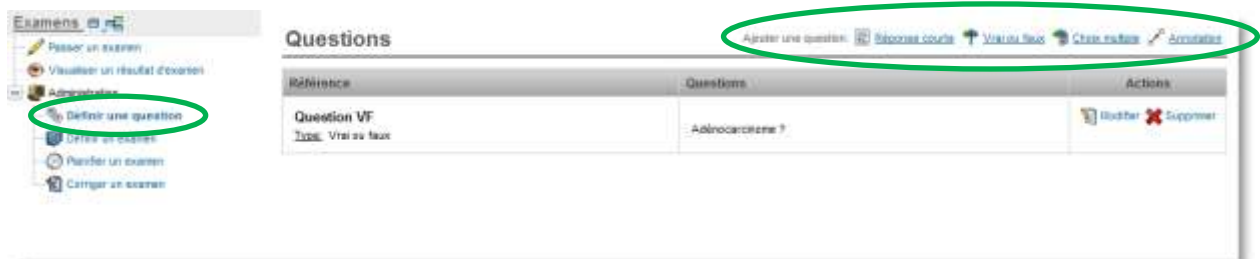 Examens
Passer un examen
Visualiser un résultat d'examen
Administration
Définir une question
Définir un examen
Planifier un examen
Corriger un examen
Questions
Ajouter une question: Réponse courte Vrai ou faux Choix multiple Annotation
Référence Questions Actions
Question VF
Type: Vrai ou faux
Adénocarcinome ?
Modifier Supprimer